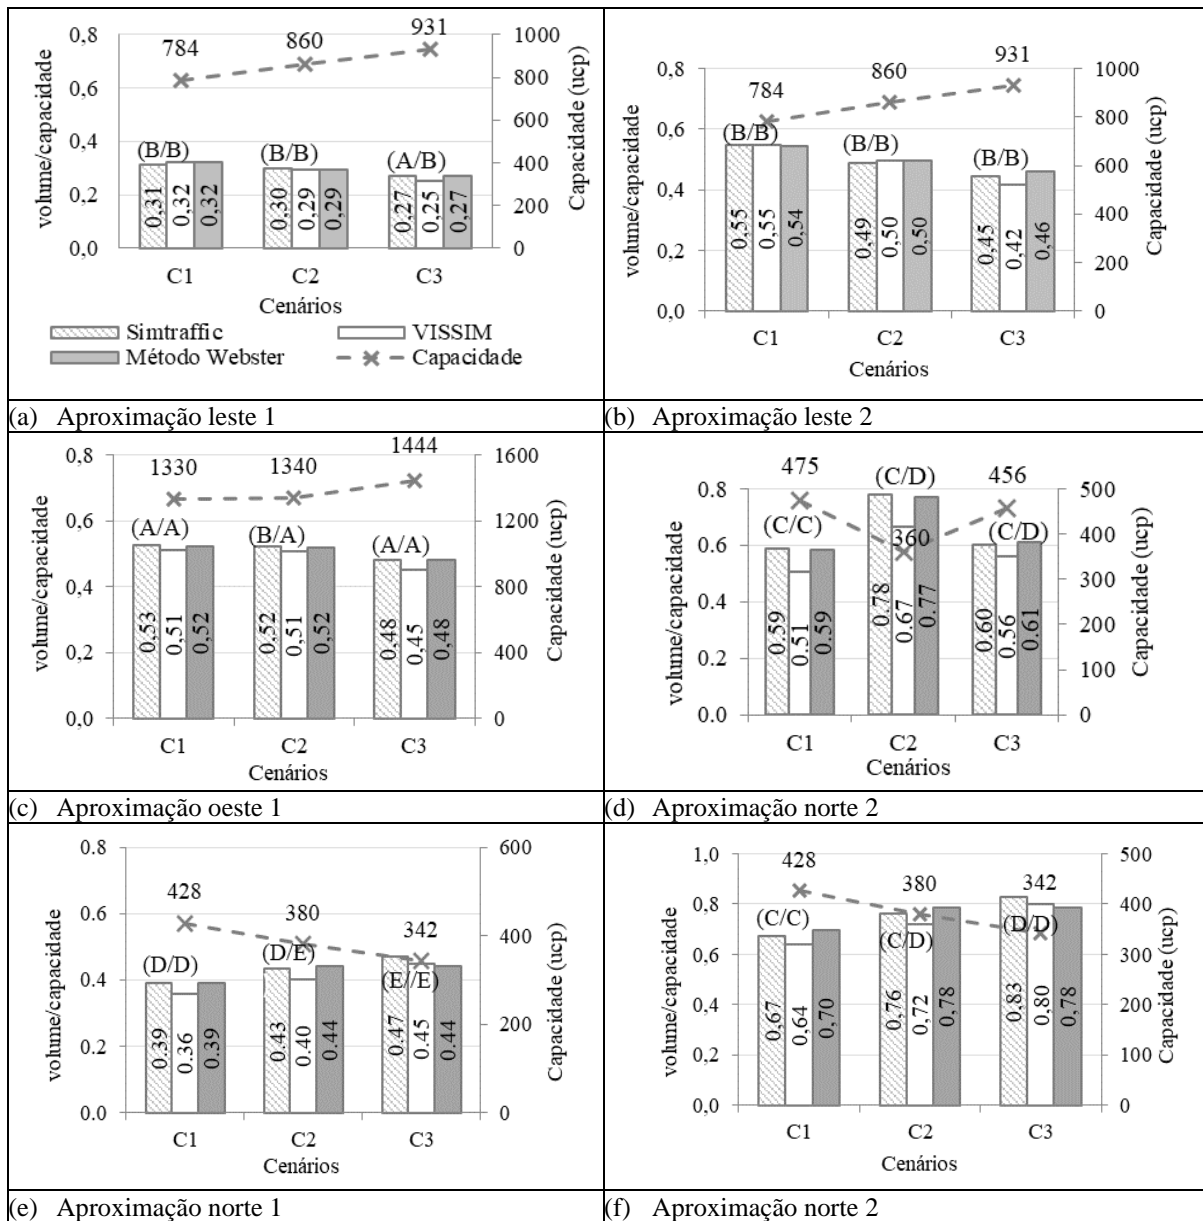 0,8
0,6
0,4
0,2
0,0
volume/capacidade
784
860
931
(B/B)
(B/B)
(A/B)
0,31
0,32
0,32
0,30
0,29
0,29
0,27
0,25
0,27
1000
800
600
400
200
0
Capacidade (ucp)
C1
C2
C3
Cenários
Simtraffic
VISSIM
Método Webster
Capacidade
(a) Aproximação leste 1
0,8
0,6
0,4
0,2
0,0
volume/capacidade
784
860
931
(B/B)
(B/B)
(B/B)
0,55
0,55
0,54
0,49
0,50
0,50
0,45
0,42
0,46
1000
800
600
400
200
0
Capacidade (ucp)
C1
C2
C3
Cenários
(b) Aproximação leste 2
0,8
0,6
0,4
0,2
0,0
volume/capacidade
1330
1340
1444
(A/A)
(B/A)
(A/A)
0,53
0,51
0,52
0,52
0,51
0,52
0,48
0,45
0,48
1600
1200
800
400
0
Capacidade (ucp)
C1
C2
C3
Cenários
(c) Aproximação oeste 1
0.8
0.6
0.4
0.2
0.0
volume/capacidade
475
360
456
(C/C)
(C/D)
(C/D)
0.59
0.51
0.59
0.78
0.67
0.77
0.60
0.56
0.61
500
400
300
200
100
0
Capacidade (ucp)
C1
C2
C3
Cenários
(d) Aproximação norte 2
0.8
0.6
0.4
0.2
0.0
volume/capacidade
428
380
342
(D/D)
(D/E)
(E//E)
0.39
0.36
0.39
0.43
0.40
0.44
0.47
0.45
0.44
600
400
200
0
Capacidade (ucp)
C1
C2
C3
Cenários
(e) Aproximação norte 1
1,0
0,8
0,6
0,4
0,2
0,0
volume/capacidade
428
380
342
(C/C)
(C/D)
(D/D)
0,67
0,64
0,70
0,76
0,72
0,78
0,83
0,80
0,78
500
400
300
200
100
0
Capacidade (ucp)
C1
C2
C3
Cenários
(f) Aproximação norte 2